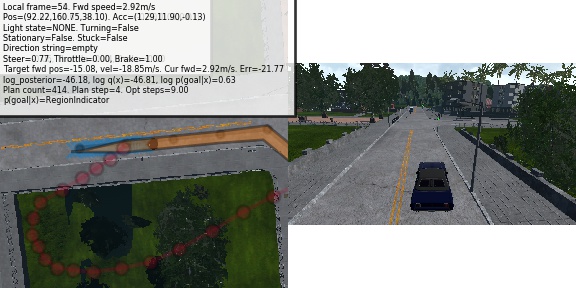 Local frame=54. Fwd speed=2.92m/s
Pos=(92.22,160.75,38.10). Acc=(1.29,11.90,-0.13)
Light state=NONE. Turning=False
Stationary=False. Stuck=False
Direction string=empty
Steer=0.77, Throttle=0.00, Brake=1.00
Target fwd pos=-15.08, vel=-18.85m/s. Cur fwd=2.92m/s. Err=-21.77
log_posterior=-46.18, log q(x)=-46.81, log p(goal|x)=0.63
Plan count=414. Plan step=4. Opt steps=9.00
p(goal|x)=RegionIndicator